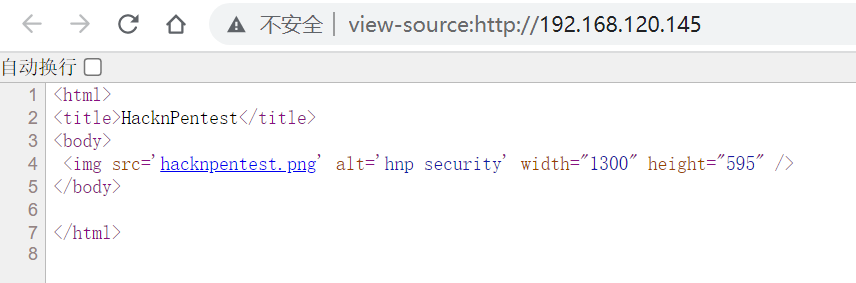 不安全 | view-source:http://192.168.120.145
自动换行
1 <html>
2 <title>HacknPentest</title>
3 <body>
4 <img src='hacknpentest.png' alt='hnp security' width="1300" height="595" />
5 </body>
6
7 </html>
8